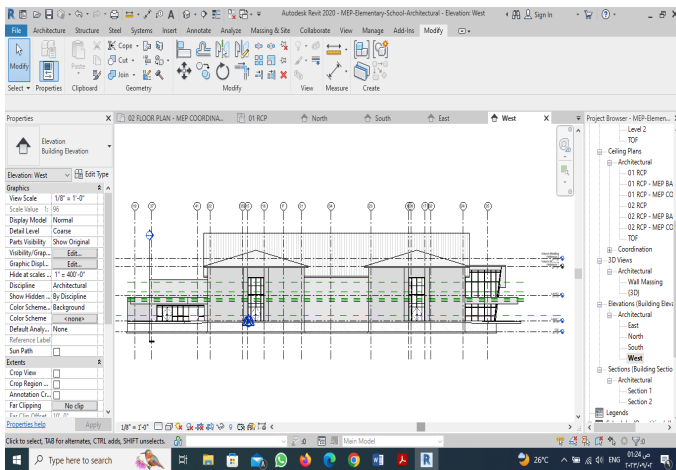 Autodesk Revit 2020 - MEP-Elementary-School-Architectural - Elevation: West
Sign In
File Architecture Structure Steel Systems Insert Annotate Analyze Massing & Site Collaborate View Manage Add-Ins Modify
Modify
Properties
Paste
Cope
Cut
Join
Select Properties Clipboard Geometry Modify View Measure Create
Properties X
02 FLOOR PLAN - MEP COORDINA... 01 RCP North South East West X
Project Browser - MEP-Elemen... X
Elevation
Building Elevation
Elevation: West Edit Type
Graphics
View Scale 1/8" = 1'-0"
Scale Value 1: 96
Display Model Normal
Detail Level Coarse
Parts Visibility Show Original
Visibility/Grap... Edit...
Graphic Displ... Edit...
Hide at scales ... 1" = 400'-0"
Discipline Architectural
Show Hidden ... By Discipline
Color Scheme... Background
Color Scheme <none>
Default Analy... None
Reference Label
Sun Path
Extents
Crop View
Crop Region ...
Annotation Cr...
Far Clipping No clip
Far Clip Offset 10' 0"
Properties help Apply
Level 2
TOF
Ceiling Plans
Architectural
01 RCP
01 RCP - MEP BA
01 RCP - MEP CO
02 RCP
02 RCP - MEP BA
02 RCP - MEP CO
TOF
Coordination
3D Views
Architectural
Wall Massing
{3D}
Elevations (Building Eleva
Architectural
East
North
South
West
Sections (Building Sectio
Architectural
Section 1
Section 2
Legends
1/8" = 1'-0"
Click to select, TAB for alternates, CTRL adds, SHIFT unselects.
:0
Main Model
:0
Type here to search
26°C
ENG
01:24 ص